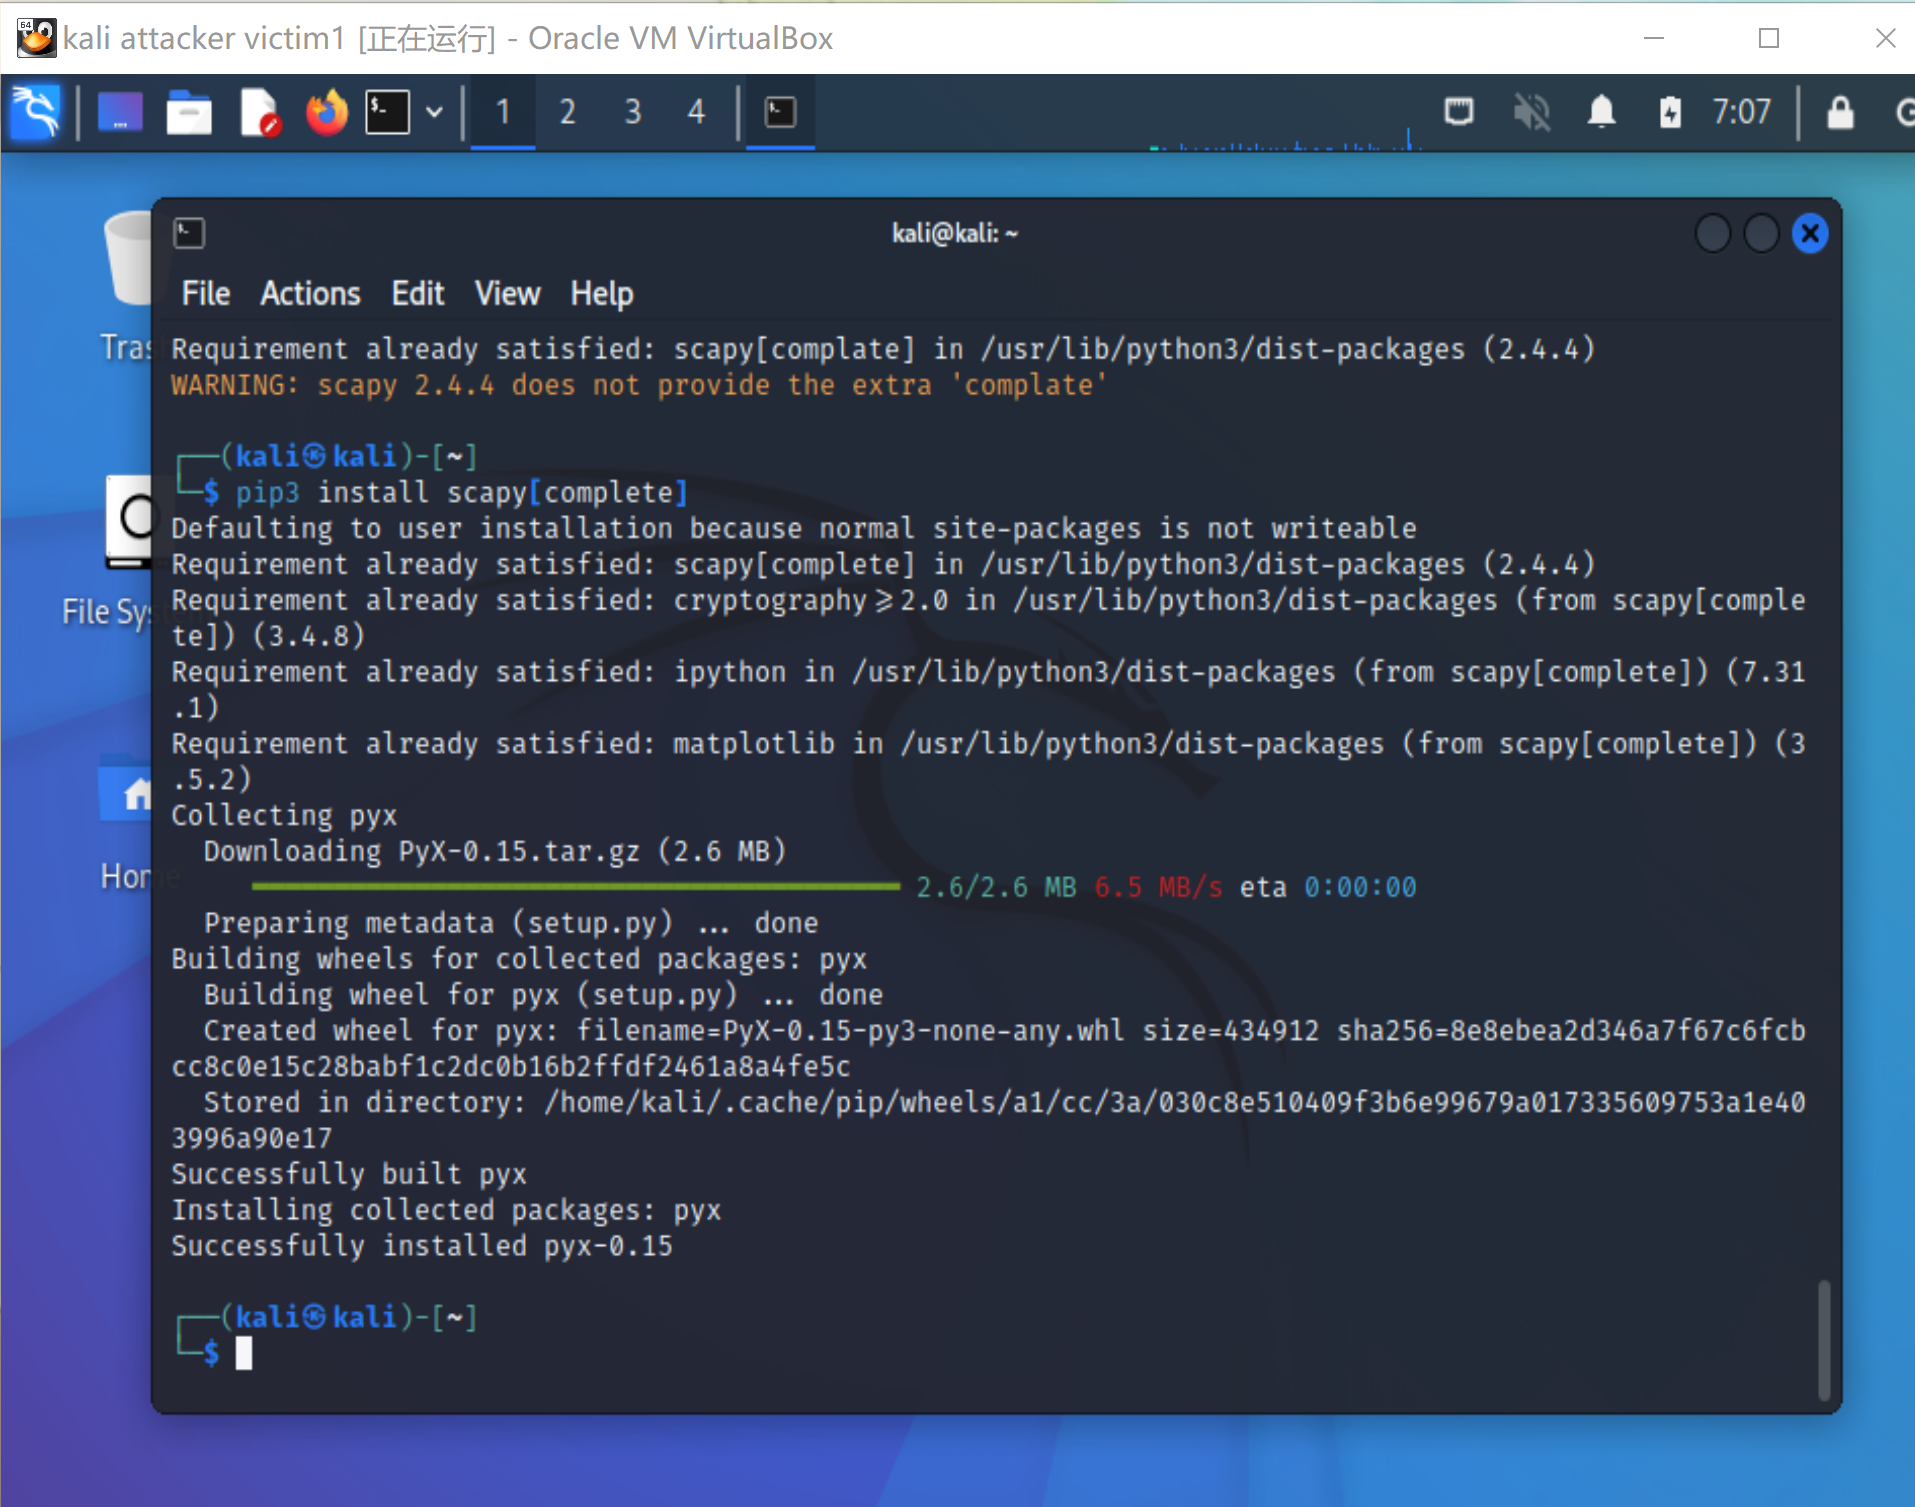 64
kali attacker victim1 [正在运行] - Oracle VM VirtualBox
1 2 3 4 7:07
kali@kali: ~
File Actions Edit View Help
Requirement already satisfied: scapy[complate] in /usr/lib/python3/dist-packages (2.4.4)
WARNING: scapy 2.4.4 does not provide the extra 'complate'
(kali㉿kali)-[~]
$ pip3 install scapy[complete]
Defaulting to user installation because normal site-packages is not writeable
Requirement already satisfied: scapy[complete] in /usr/lib/python3/dist-packages (2.4.4)
Requirement already satisfied: cryptography>=2.0 in /usr/lib/python3/dist-packages (from scapy[comple
te]) (3.4.8)
Requirement already satisfied: ipython in /usr/lib/python3/dist-packages (from scapy[complete]) (7.31
.1)
Requirement already satisfied: matplotlib in /usr/lib/python3/dist-packages (from scapy[complete]) (3
.5.2)
Collecting pyx
Downloading PyX-0.15.tar.gz (2.6 MB)
2.6/2.6 MB 6.5 MB/s eta 0:00:00
Preparing metadata (setup.py) ... done
Building wheels for collected packages: pyx
Building wheel for pyx (setup.py) ... done
Created wheel for pyx: filename=PyX-0.15-py3-none-any.whl size=434912 sha256=8e8ebea2d346a7f67c6fcb
cc8c0e15c28babf1c2dc0b16b2ffdf2461a8a4fe5c
Stored in directory: /home/kali/.cache/pip/wheels/a1/cc/3a/030c8e510409f3b6e99679a017335609753a1e40
3996a90e17
Successfully built pyx
Installing collected packages: pyx
Successfully installed pyx-0.15
(kali㉿kali)-[~]
$
Tras
File Sys
Home